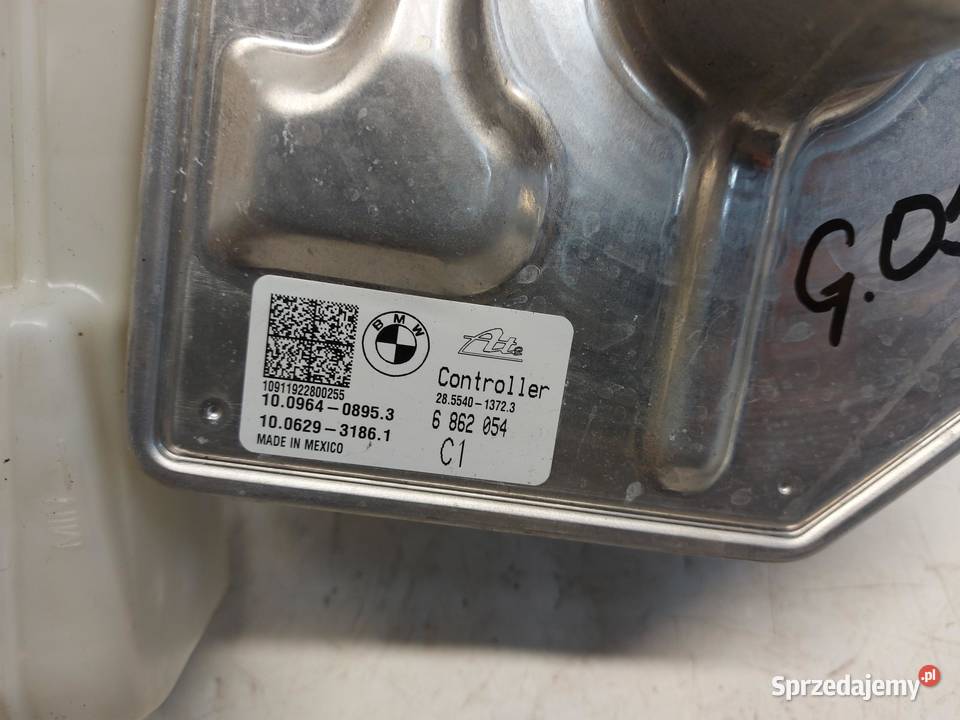 BMW
Ate
Controller
28.5540-1372.3
6 862 054
C1
10911922800255
10.0964-0895.3
10.0629-3186.1
MADE IN MEXICO
MIN
Sprzedajemy.pl